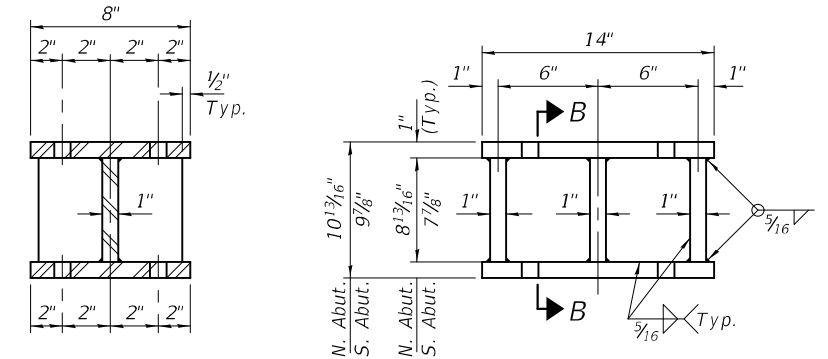 8"
2" 2" 2" 2"
1/2"
Typ.
1"
2" 2" 2" 2"
14"
1" 6" 6" 1"
B
1"
(Typ.)
10 13/16"
9 7/8"
8 13/16"
7 7/8"
1" 1" 1"
5/16
N. Abut.
S. Abut.
N. Abut.
S. Abut.
B
5/16 Typ.